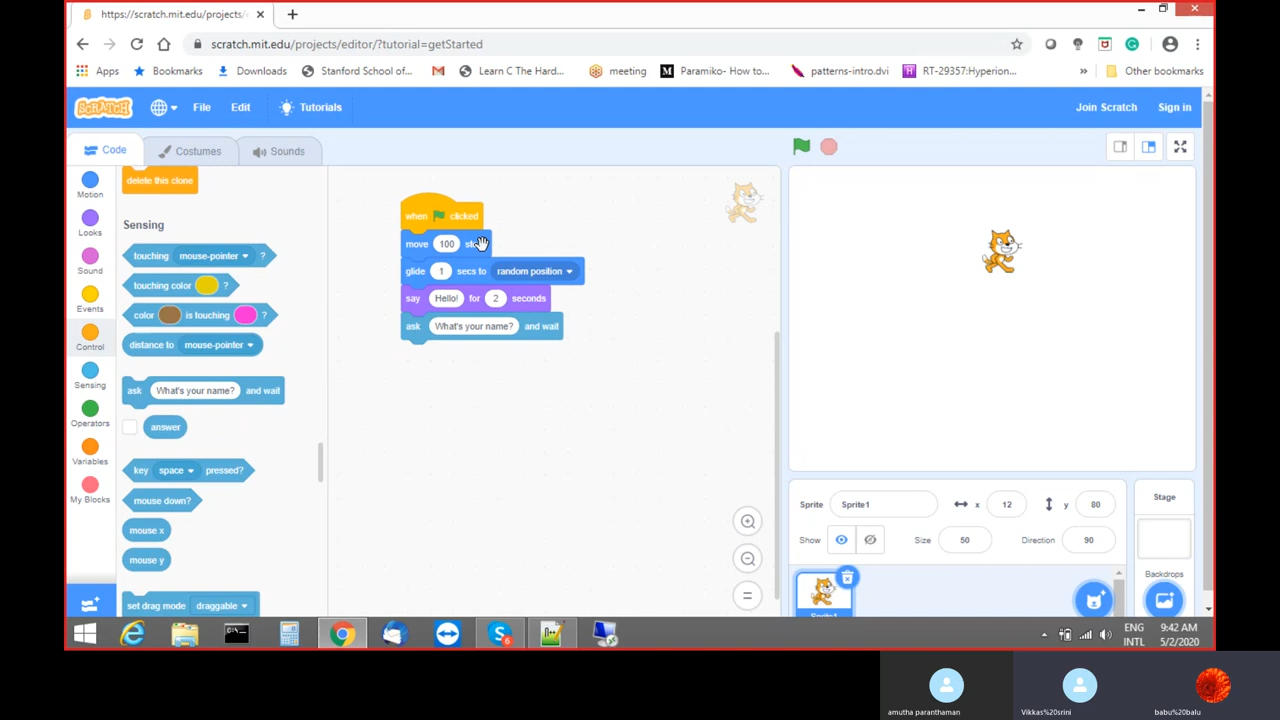 https://scratch.mit.edu/projects/
scratch.mit.edu/projects/editor/?tutorial=getStarted
Apps Bookmarks Downloads Stanford School of... Learn C The Hard... meeting M Paramiko- How to... patterns-intro.dvi H RT-29357:Hyperion... » Other bookmarks
SCRATCH File Edit Tutorials Join Scratch Sign in
Code Costumes Sounds
Motion
Looks
Sound
Events
Control
Sensing
Operators
Variables
My Blocks
delete this clone
Sensing
touching mouse-pointer ?
touching color ?
color is touching ?
distance to mouse-pointer
ask What's your name? and wait
answer
key space pressed?
mouse down?
mouse x
mouse y
set drag mode draggable
when clicked
move 100
glide 1 secs to random position
say Hello! for 2 seconds
ask What's your name? and wait
Sprite Sprite1 x 12 y 80
Show Size 50 Direction 90
Sprite1
Stage
Backdrops
6
ENG
INTL
9:42 AM
5/2/2020
amutha paranthaman
Vikkas%20srini
babu%20balu